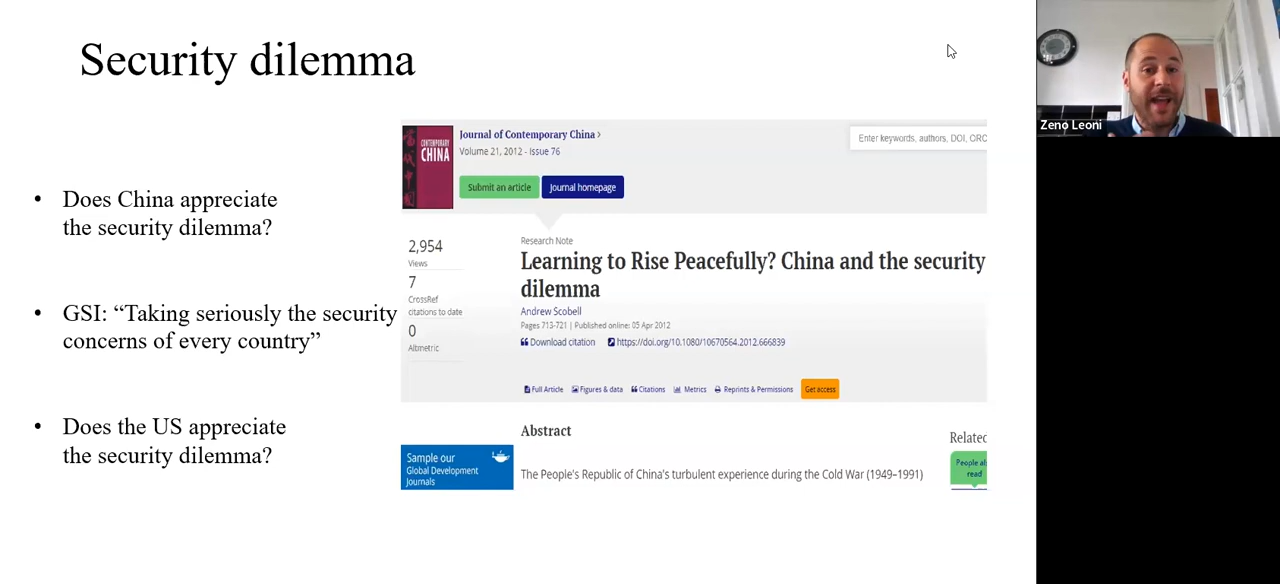 Security dilemma
Zeno Leoni
• Does China appreciate
the security dilemma?
• GSI: “Taking seriously the security
concerns of every country”
• Does the US appreciate
the security dilemma?
CONTEMPORARY
CHINA
Journal of Contemporary China >
Volume 21, 2012 - Issue 76
Enter keywords, authors, DOI, ORC
Submit an article
Journal homepage
2,954
Views
7
CrossRef
citations to date
0
Altmetric
Research Note
Learning to Rise Peacefully? China and the security
dilemma
Andrew Scobell
Pages 713-721 | Published online: 05 Apr 2012
Download citation https://doi.org/10.1080/10670564.2012.666839
Full Article Figures & data Citations Metrics Reprints & Permissions Get access
Abstract
The People's Republic of China's turbulent experience during the Cold War (1949–1991)
Sample our
Global Development
Journals
Related
People al
read